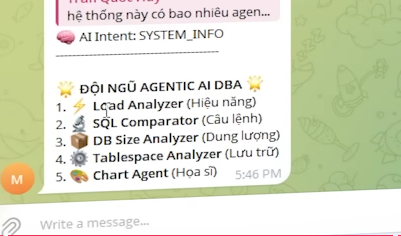 hệ thống này có bao nhiêu agen...
AI Intent: SYSTEM_INFO
------------------------------------
ĐỘI NGŨ AGENTIC AI DBA
1. Load Analyzer (Hiệu năng)
2. SQL Comparator (Câu lệnh)
3. DB Size Analyzer (Dung lượng)
4. Tablespace Analyzer (Lưu trữ)
5. Chart Agent (Họa sĩ) 5:46 PM
M
Write a message...